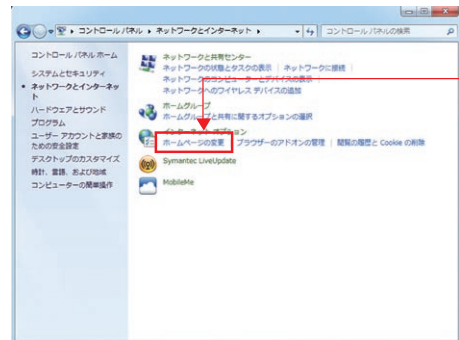 コントロール パネル ▸ ネットワークとインターネット ▸
コントロール パネルの検索
コントロール パネル ホーム
システムとセキュリティ
ネットワークとインターネッ
ト
ハードウェアとサウンド
プログラム
ユーザー アカウントと家族の
ための安全設定
デスクトップのカスタマイズ
時計、言語、および地域
コンピューターの簡単操作
ネットワークと共有センター
ネットワークの状態とタスクの表示 | ネットワークに接続
ネットワークのコンピューターとデバイスの表示
ネットワークへのワイヤレス デバイスの追加
ホームグループ
ホームグループと共有に関するオプションの選択
インターネット オプション
ホームページの変更 | ブラウザーのアドオンの管理 | 閲覧の履歴と Cookie の削除
Symantec LiveUpdate
MobileMe